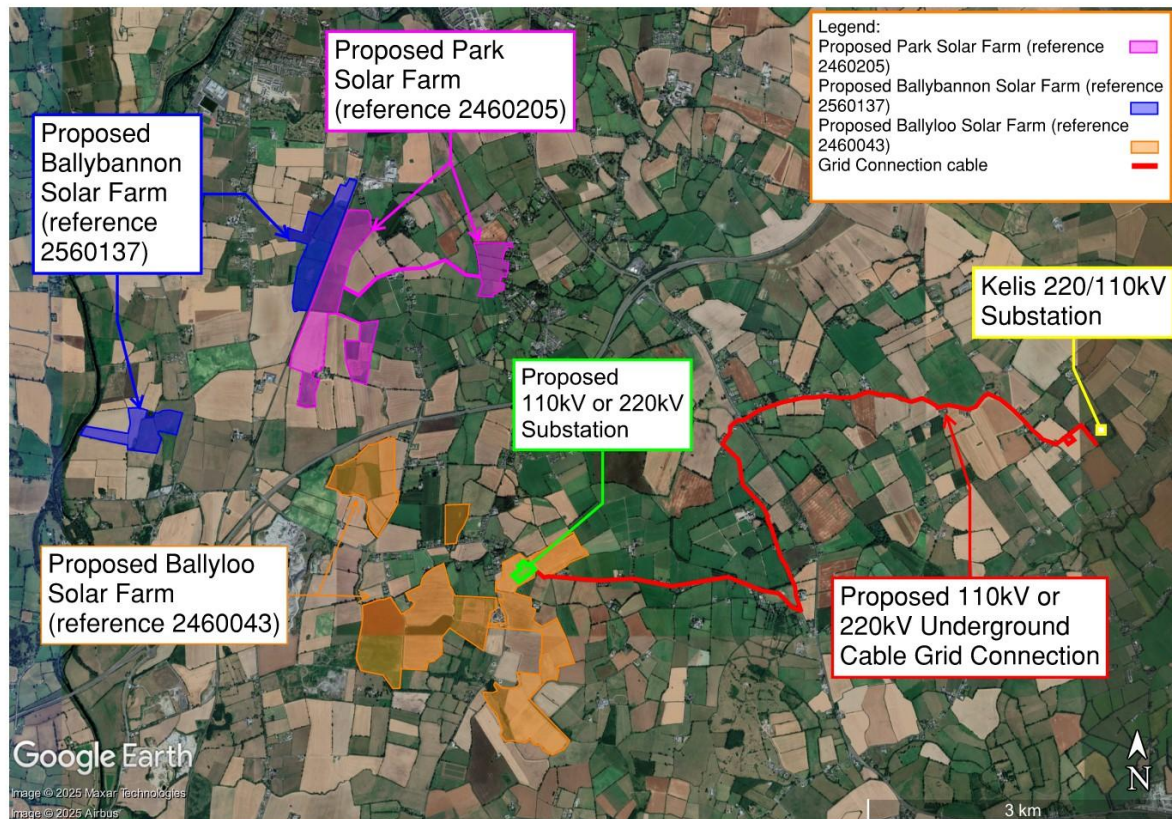 Legend:
Proposed Park Solar Farm (reference
2460205)
Proposed Ballybannon Solar Farm (reference
2560137)
Proposed Ballyloo Solar Farm (reference
2460043)
Grid Connection cable
Proposed Park
Solar Farm
(reference 2460205)
Proposed
Ballybannon
Solar Farm
(reference
2560137)
Kelis 220/110kV
Substation
Proposed
110kV or 220kV
Substation
Proposed Ballyloo
Solar Farm
(reference 2460043)
Proposed 110kV or
220kV Underground
Cable Grid Connection
Google Earth
Image © 2025 Maxar Technologies
Image © 2025 Airbus
N
3 km